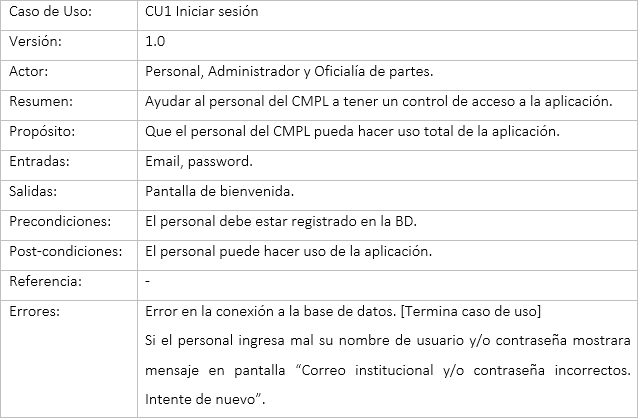 Caso de Uso: CU1 Iniciar sesión
Versión: 1.0
Actor: Personal, Administrador y Oficialía de partes.
Resumen: Ayudar al personal del CMPL a tener un control de acceso a la aplicación.
Propósito: Que el personal del CMPL pueda hacer uso total de la aplicación.
Entradas: Email, password.
Salidas: Pantalla de bienvenida.
Precondiciones: El personal debe estar registrado en la BD.
Post-condiciones: El personal puede hacer uso de la aplicación.
Referencia: -
Errores: Error en la conexión a la base de datos. [Termina caso de uso]
Si el personal ingresa mal su nombre de usuario y/o contraseña mostrara
mensaje en pantalla “Correo institucional y/o contraseña incorrectos.
Intente de nuevo”.